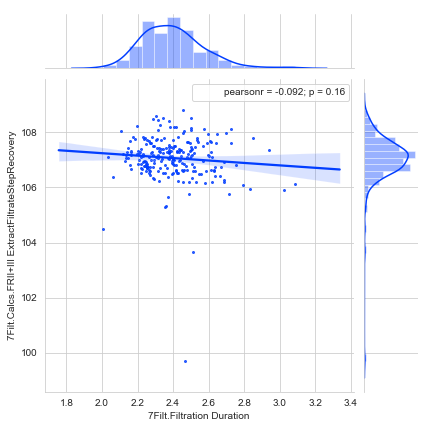 pearsonr = -0.092; p = 0.16
108
106
104
102
100
7Filt.Calcs.FRII+III ExtractFiltrateStepRecovery
1.8 2.0 2.2 2.4 2.6 2.8 3.0 3.2 3.4
7Filt.Filtration Duration